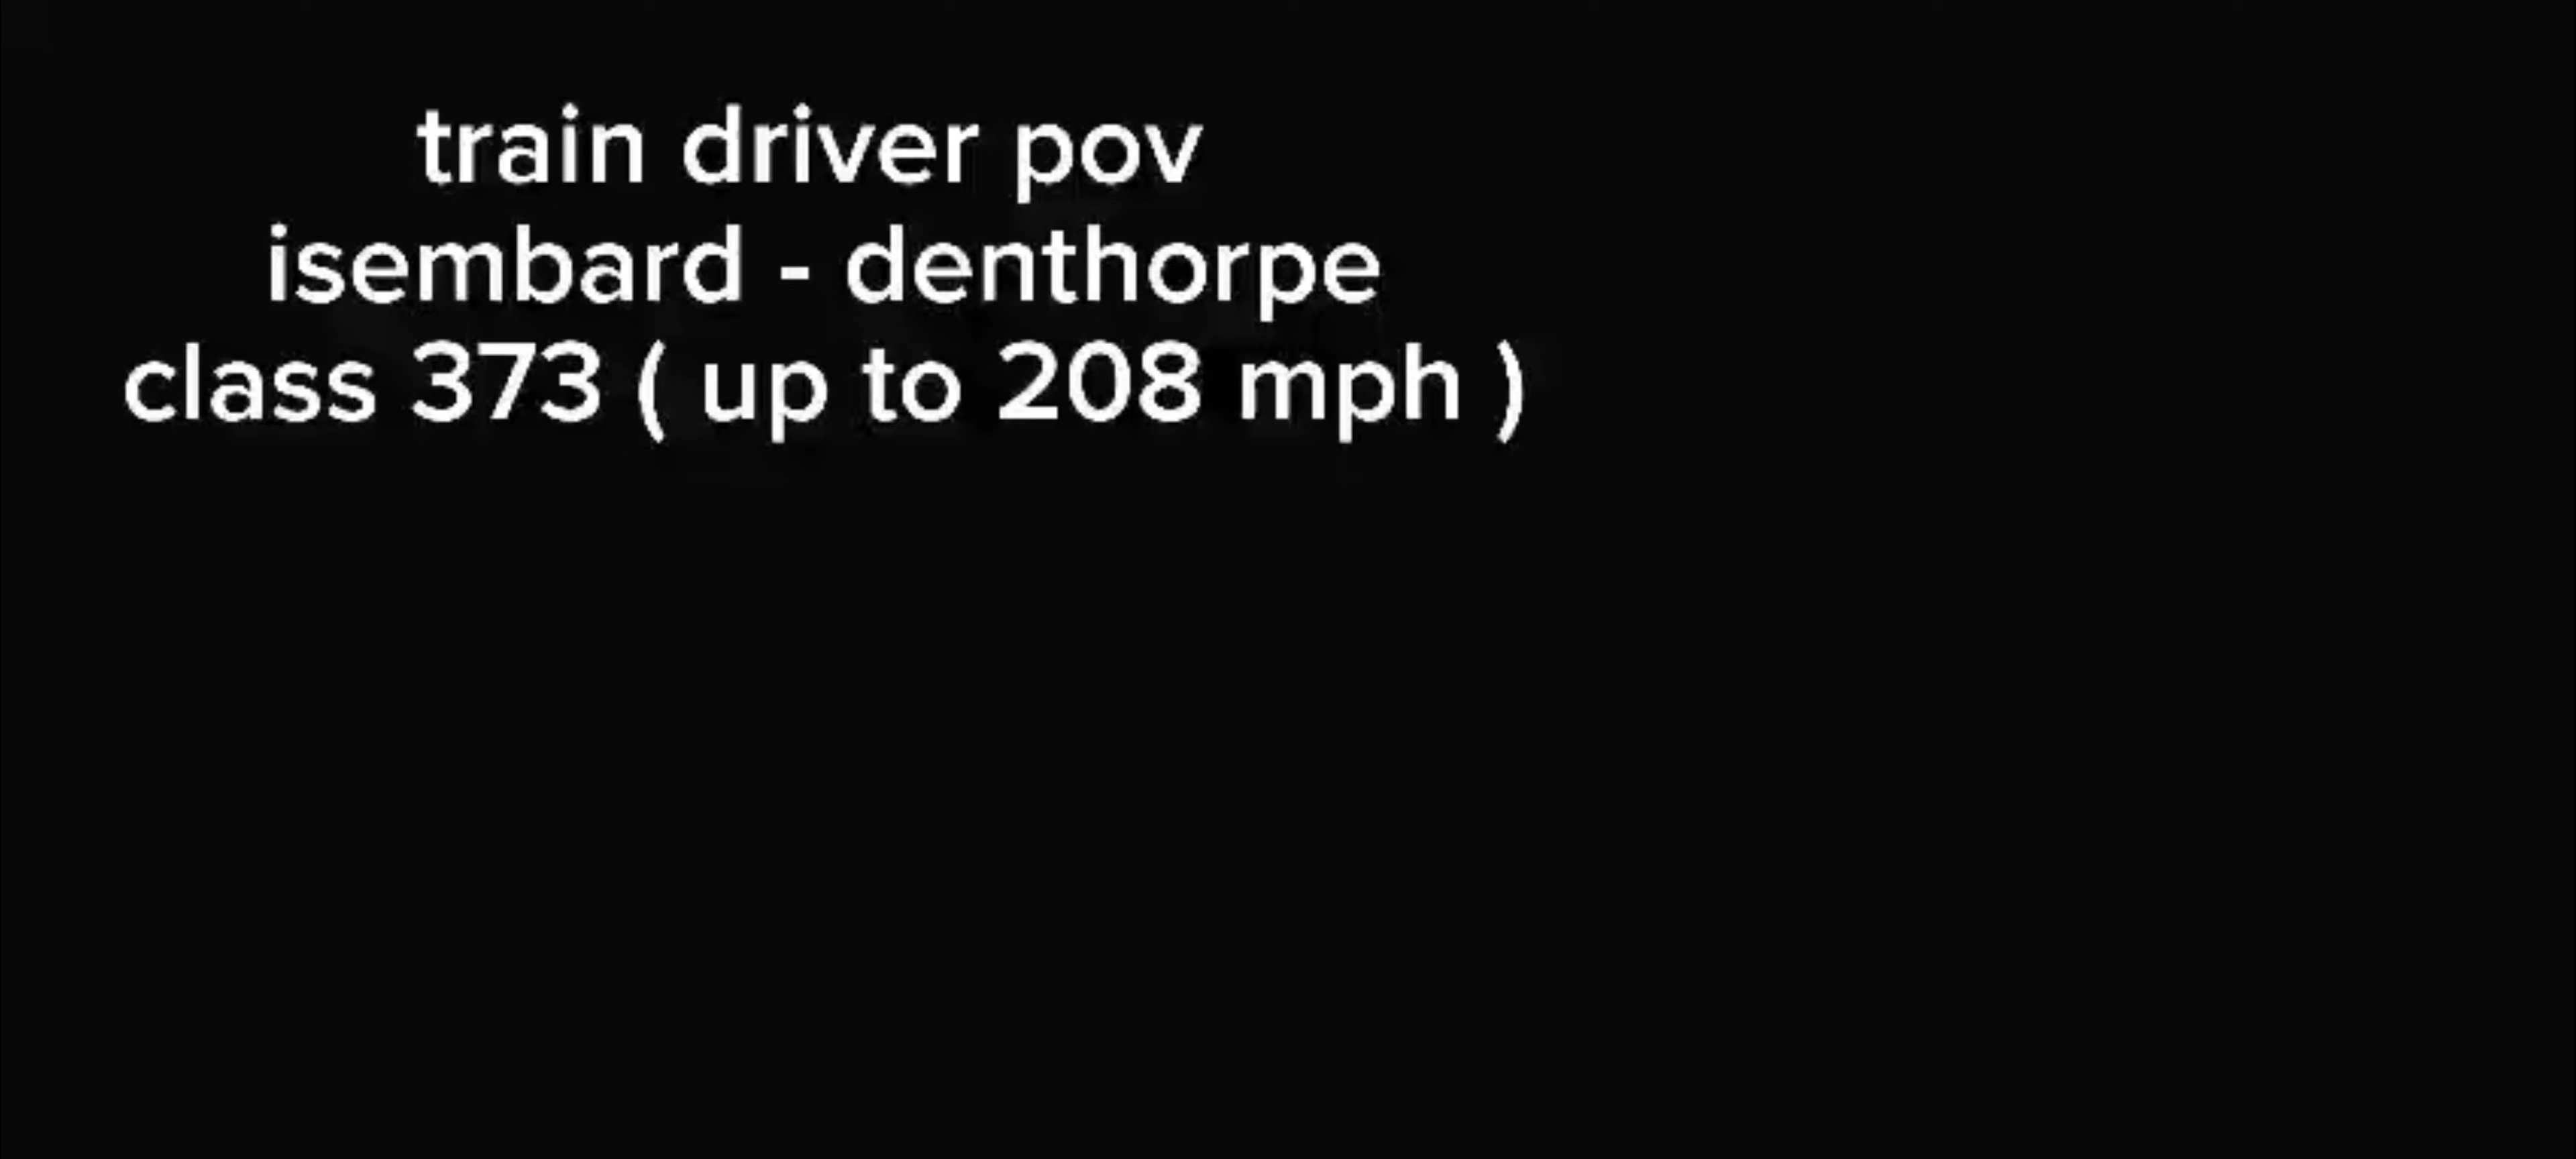 train driver pov
isembard - denthorpe
class 373 ( up to 208 mph )